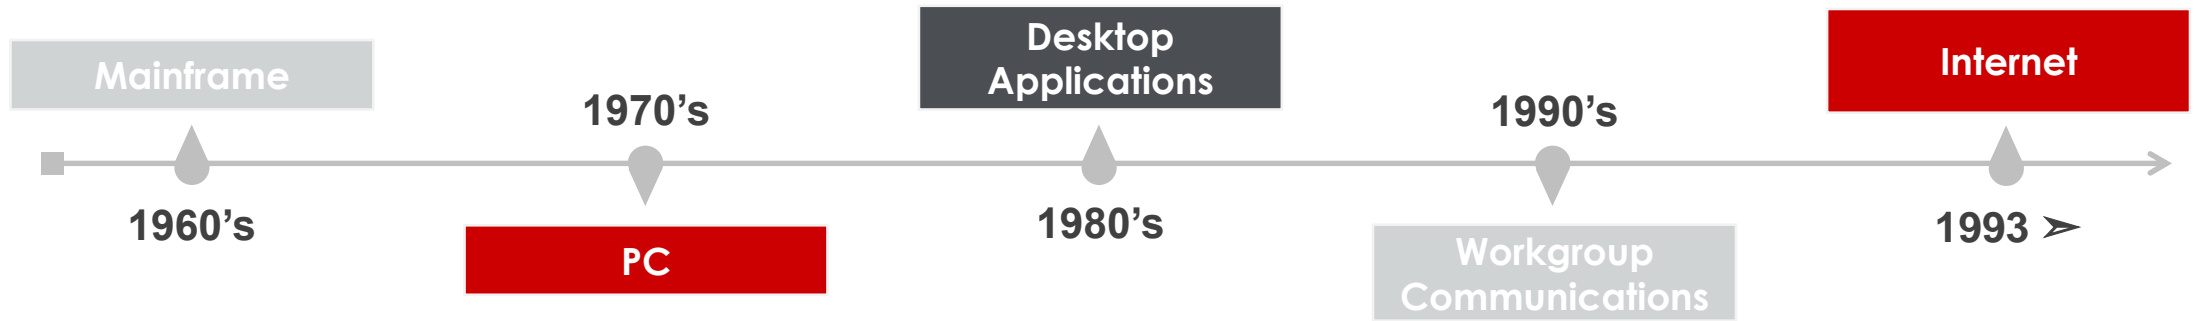 Mainframe
1960’s
1970’s
PC
Desktop
Applications
1980’s
1990’s
Workgroup
Communications
Internet
1993 ➢